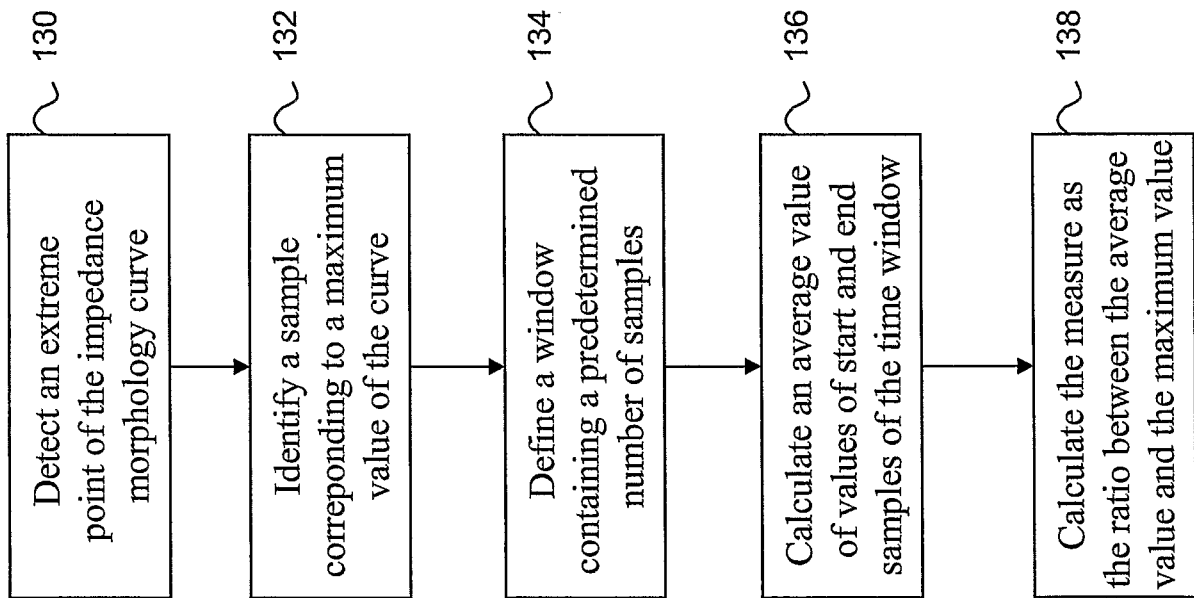 130
Detect an extreme
point of the impedance
morphology curve
132
Identify a sample
correponding to a maximum
value of the curve
134
Define a window
containing a predetermined
number of samples
136
Calculate an average value
of values of start and end
samples of the time window
138
Calculate the measure as
the ratio between the average
value and the maximum value